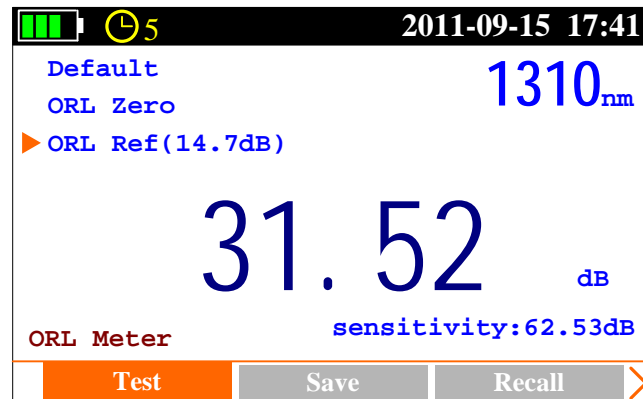 5 2011-09-15 17:41
Default
1310nm
ORL Zero
ORL Ref(14.7dB)
31.52 dB
ORL Meter
sensitivity:62.53dB
Test Save Recall